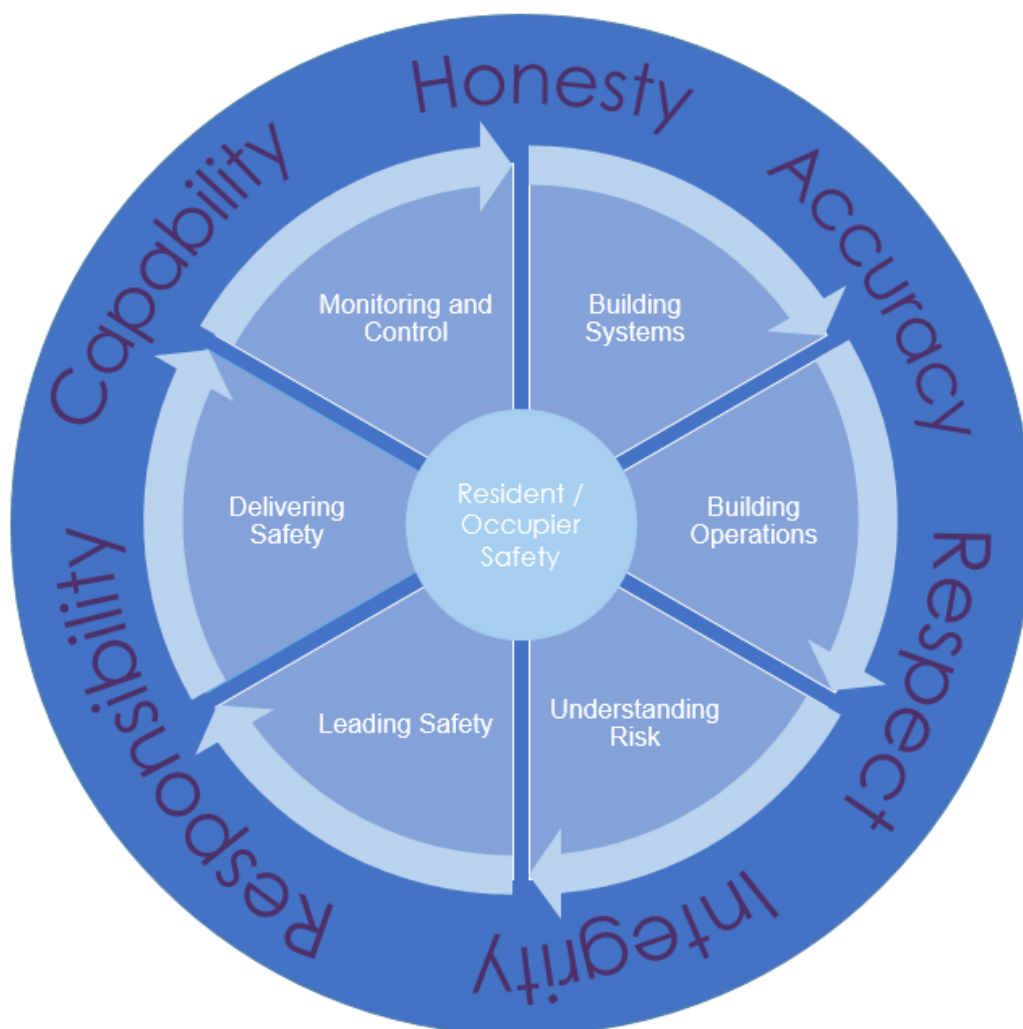 Honesty
Accuracy
Respect
Integrity
Responsibility
Capability
Monitoring and
Control
Building
Systems
Building
Operations
Understanding
Risk
Leading Safety
Delivering
Safety
Resident /
Occupier
Safety